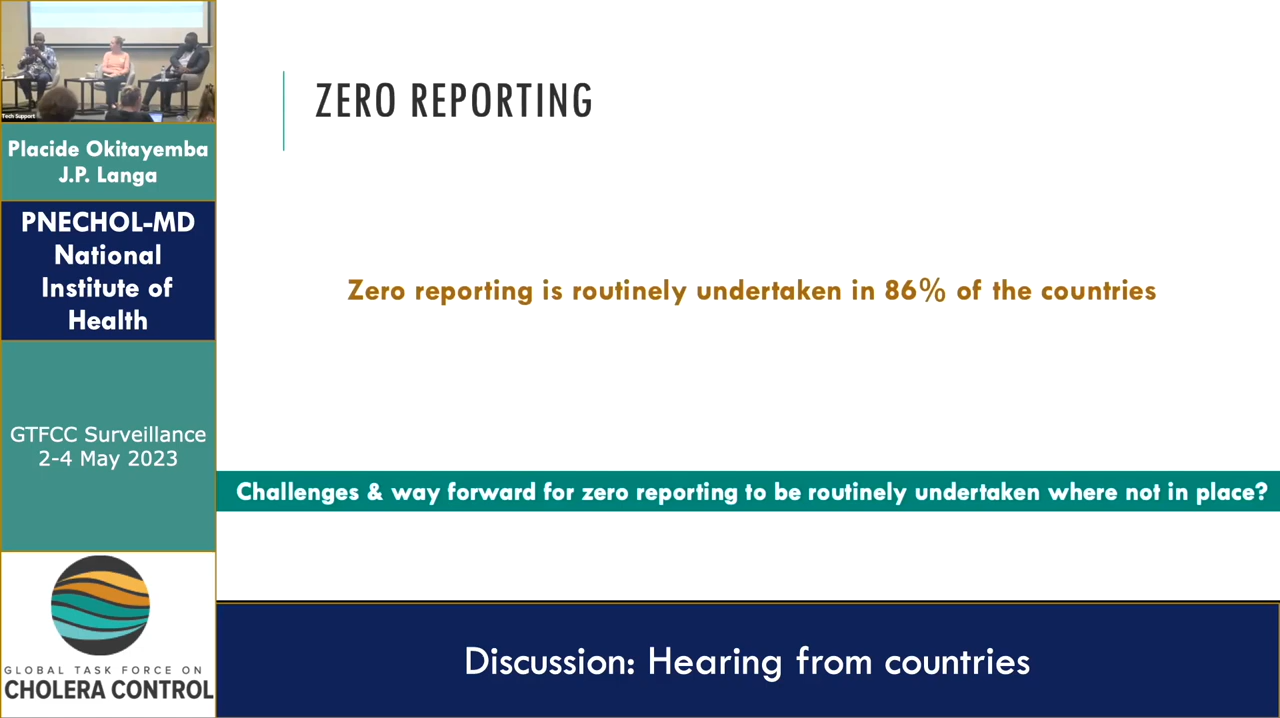 Tech Support
Placide Okitayemba
J.P. Langa
PNECHOL-MD
National
Institute of
Health
GTFCC Surveillance
2-4 May 2023
GLOBAL TASK FORCE ON
CHOLERA CONTROL
ZERO REPORTING
Zero reporting is routinely undertaken in 86% of the countries
Challenges & way forward for zero reporting to be routinely undertaken where not in place?
Discussion: Hearing from countries